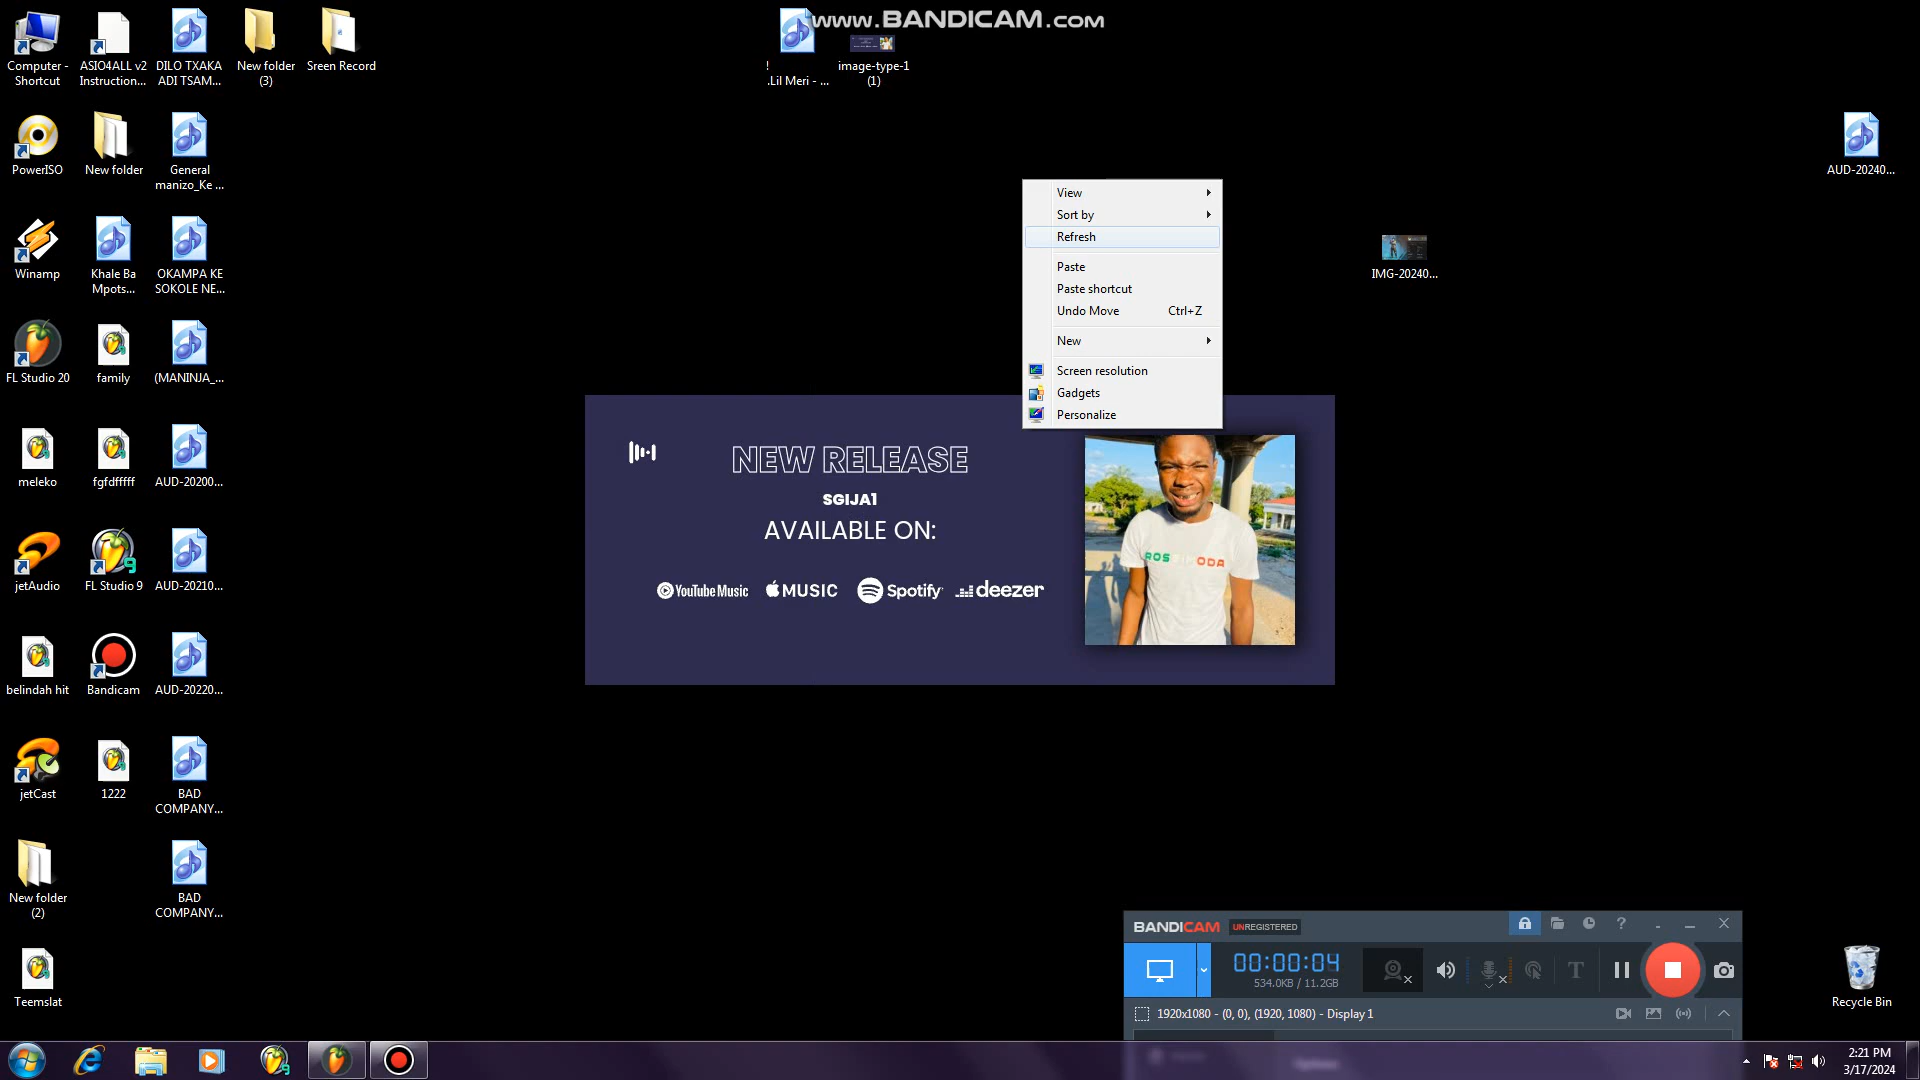 www.BANDICAM.com
Computer -
Shortcut
ASIO4ALL v2
Instruction...
DILO TXAKA
ADI TSAM...
New folder
(3)
Sreen Record
!
.Lil Meri - ...
image-type-1
(1)
PowerISO
New folder
General
manizo_Ke ...
AUD-20240...
Winamp
Khale Ba
Mpots...
OKAMPA KE
SOKOLE NE...
IMG-20240...
FL Studio 20
family
(MANINJA_...
meleko
fgfdfffff
AUD-20200...
jetAudio
FL Studio 9
AUD-20210...
belindah hit
Bandicam
AUD-20220...
jetCast
1222
BAD
COMPANY...
New folder
(2)
BAD
COMPANY...
Teemslat
Recycle Bin
View
Sort by
Refresh
Paste
Paste shortcut
Undo Move Ctrl+Z
New
Screen resolution
Gadgets
Personalize
NEW RELEASE
SGIJA1
AVAILABLE ON:
YouTube Music MUSIC Spotify deezer
BANDICAM UNREGISTERED
00:00:04
534.0KB / 11.2GB
1920x1080 - (0, 0), (1920, 1080) - Display 1
2:21 PM
3/17/2024